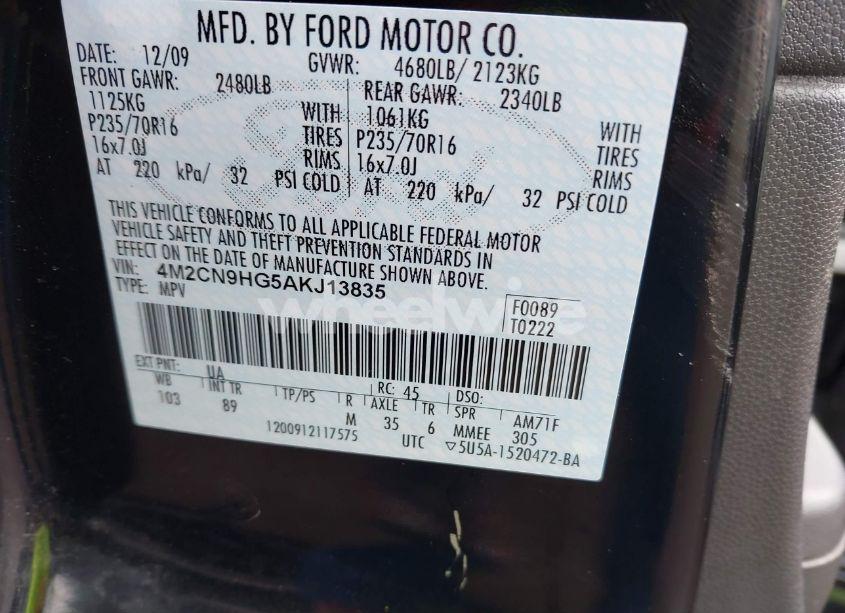 MFD. BY FORD MOTOR CO.
DATE: 12/09 GVWR: 4680LB/ 2123KG
FRONT GAWR: 2480LB REAR GAWR: 2340LB
1125KG WITH 1061KG WITH
P235/70R16 TIRES P235/70R16 TIRES
16x7.0J RIMS 16x7.0J RIMS
AT 220 kPa/ 32 PSI COLD AT 220 kPa/ 32 PSI COLD
THIS VEHICLE CONFORMS TO ALL APPLICABLE FEDERAL MOTOR
VEHICLE SAFETY AND THEFT PREVENTION STANDARDS IN
EFFECT ON THE DATE OF MANUFACTURE SHOWN ABOVE.
VIN: 4M2CN9HG5AKJ13835
TYPE: MPV
F0089
T0222
wheelwise
EXT PNT: UA RC: 45 DSO:
WB INT TR TP/PS R AXLE TR SPR AM71F
103 89 M 35 6 MMEE 305
1200912117575 UTC ▽5U5A-1520472-BA